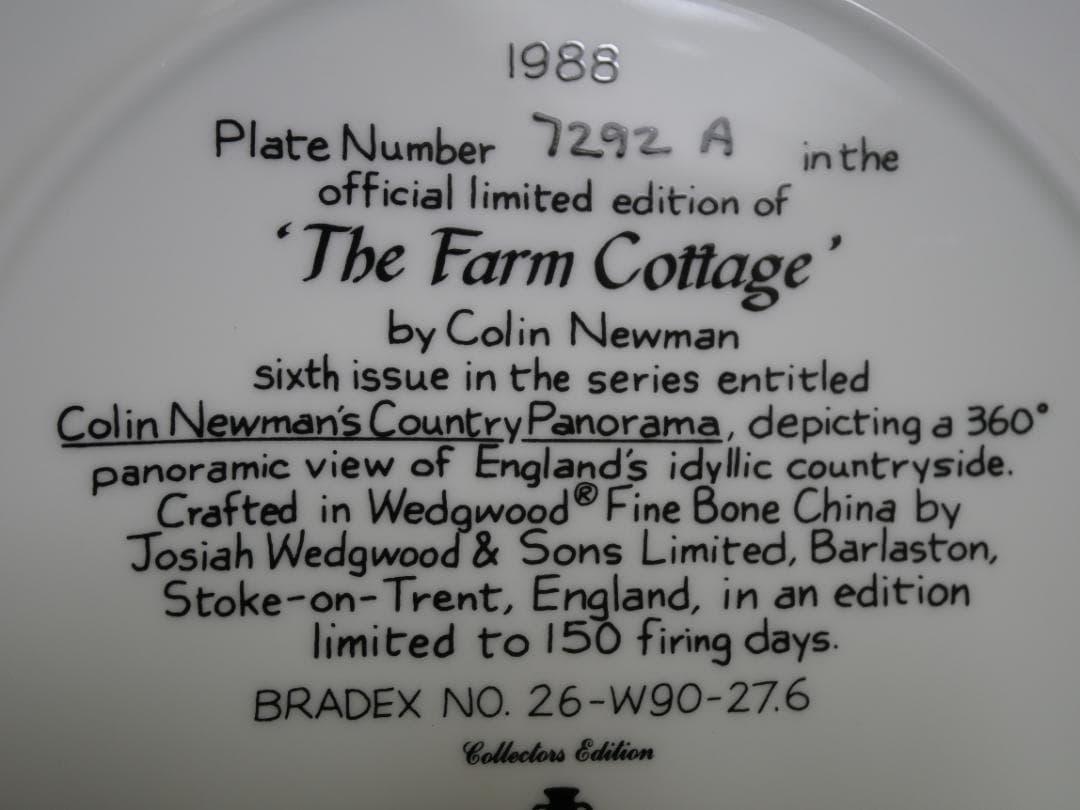 1988
Plate Number 7292 A in the
official limited edition of
‘The Farm Cottage’
by Colin Newman
sixth issue in the series entitled
Colin Newman's Country Panorama, depicting a 360°
panoramic view of England's idyllic countryside.
Crafted in Wedgwood® Fine Bone China by
Josiah Wedgwood & Sons Limited, Barlaston,
Stoke-on-Trent, England, in an edition
limited to 150 firing days.
BRADEX NO. 26-W90-27.6
Collectors Edition